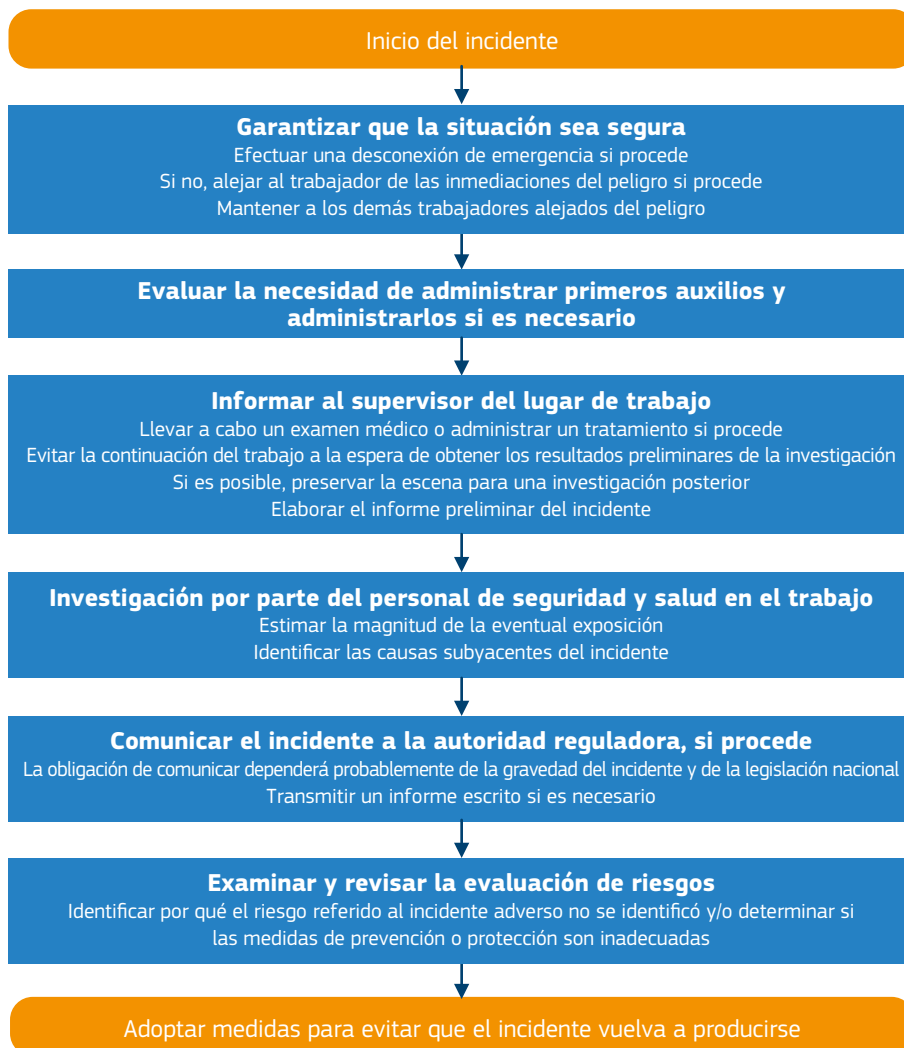 Inicio del incidente
Garantizar que la situación sea segura
Efectuar una desconexión de emergencia si procede
Si no, alejar al trabajador de las inmediaciones del peligro si procede
Mantener a los demás trabajadores alejados del peligro
Evaluar la necesidad de administrar primeros auxilios y
administrarlos si es necesario
Informar al supervisor del lugar de trabajo
Llevar a cabo un examen médico o administrar un tratamiento si procede
Evitar la continuación del trabajo a la espera de obtener los resultados preliminares de la investigación
Si es posible, preservar la escena para una investigación posterior
Elaborar el informe preliminar del incidente
Investigación por parte del personal de seguridad y salud en el trabajo
Estimar la magnitud de la eventual exposición
Identificar las causas subyacentes del incidente
Comunicar el incidente a la autoridad reguladora, si procede
La obligación de comunicar dependerá probablemente de la gravedad del incidente y de la legislación nacional
Transmitir un informe escrito si es necesario
Examinar y revisar la evaluación de riesgos
Identificar por qué el riesgo referido al incidente adverso no se identificó y/o determinar si
las medidas de prevención o protección son inadecuadas
Adoptar medidas para evitar que el incidente vuelva a producirse